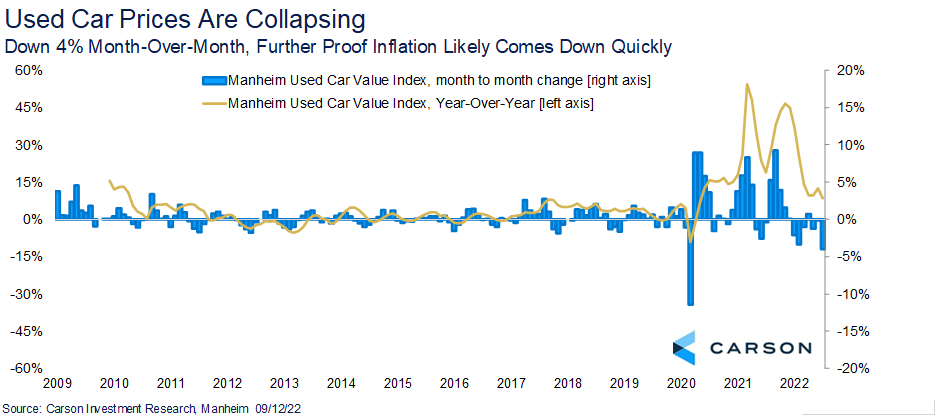 Used Car Prices Are Collapsing
Down 4% Month-Over-Month, Further Proof Inflation Likely Comes Down Quickly
60% 20%
Manheim Used Car Value Index, month to month change [right axis]
Manheim Used Car Value Index, Year-Over-Year [left axis]
45% 15%
30% 10%
15% 5%
0% 0%
-15% -5%
-30% -10%
CARSON
-45% -15%
-60% -20%
2009 2010 2011 2012 2013 2014 2015 2016 2017 2018 2019 2020 2021 2022
Source: Carson Investment Research, Manheim 09/12/22